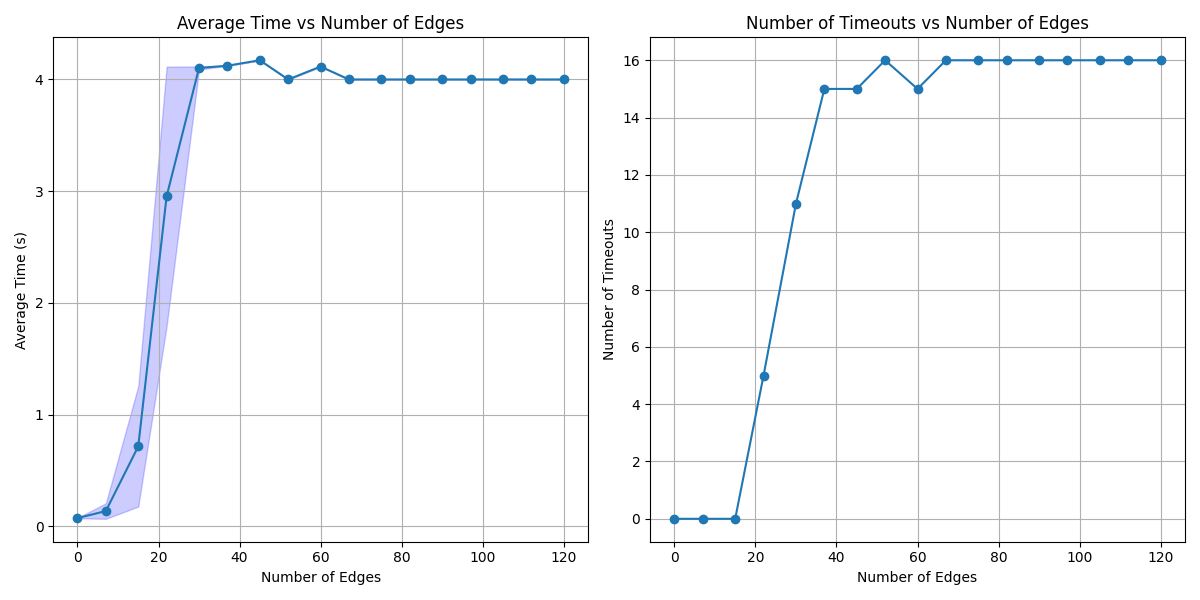 Average Time vs Number of Edges
Average Time (s)
4
3
2
1
0
0 20 40 60 80 100 120
Number of Edges
Number of Timeouts vs Number of Edges
Number of Timeouts
16
14
12
10
8
6
4
2
0
0 20 40 60 80 100 120
Number of Edges